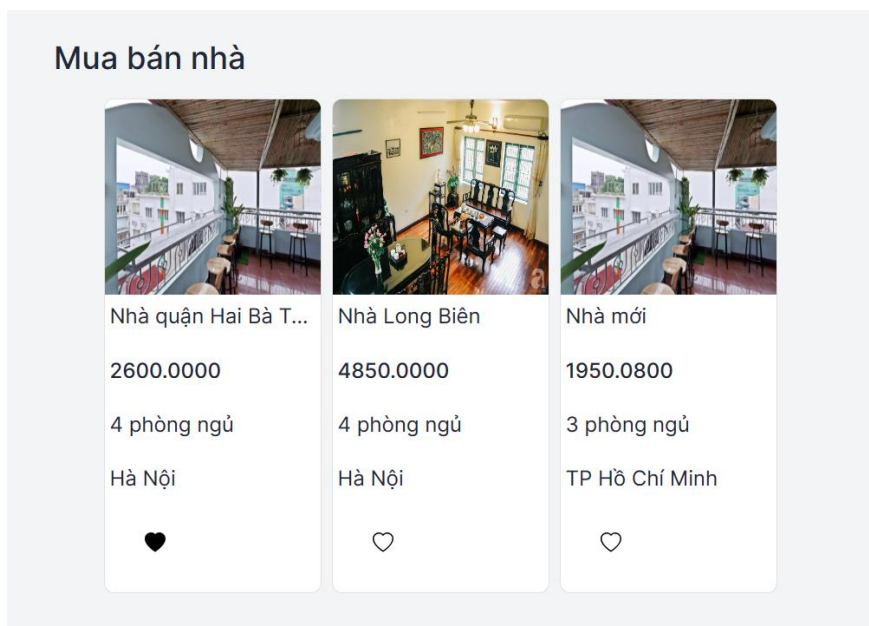 Mua bán nhà
Nhà quận Hai Bà T...
2600.0000
4 phòng ngủ
Hà Nội
Nhà Long Biên
4850.0000
4 phòng ngủ
Hà Nội
Nhà mới
1950.0800
3 phòng ngủ
TP Hồ Chí Minh